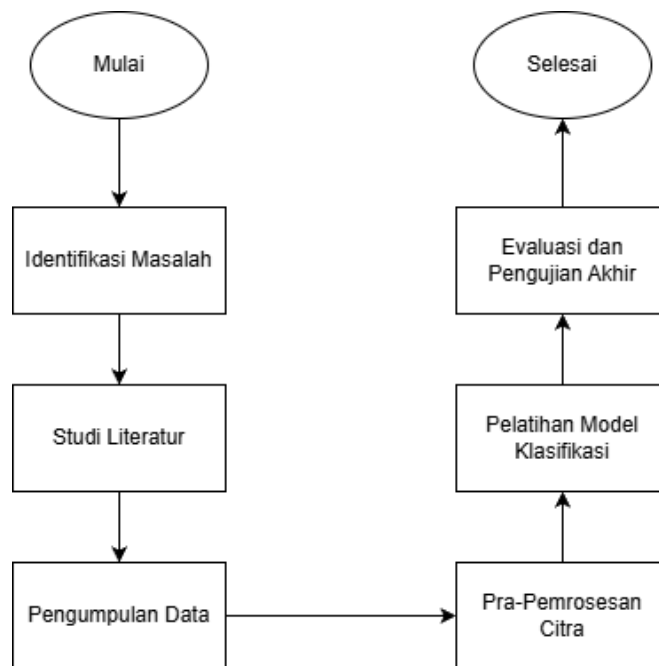 Mulai
Identifikasi Masalah
Studi Literatur
Pengumpulan Data
Pra-Pemrosesan
Citra
Pelatihan Model
Klasifikasi
Evaluasi dan
Pengujian Akhir
Selesai